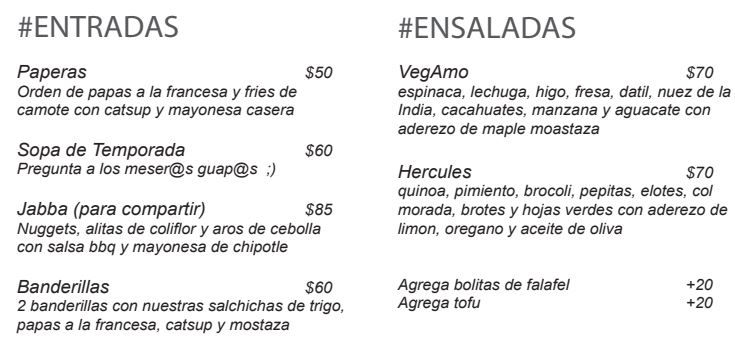 #ENTRADAS
Paperas $50
Orden de papas a la francesa y fries de
camote con catsup y mayonesa casera
Sopa de Temporada $60
Pregunta a los meser@s guap@s ;)
Jabba (para compartir) $85
Nuggets, alitas de coliflor y aros de cebolla
con salsa bbq y mayonesa de chipotle
Banderillas $60
2 banderillas con nuestras salchichas de trigo,
papas a la francesa, catsup y mostaza
#ENSALADAS
VegAmo $70
espinaca, lechuga, higo, fresa, datil, nuez de la
India, cacahuates, manzana y aguacate con
aderezo de maple moastaza
Hercules $70
quinoa, pimiento, brocoli, pepitas, elotes, col
morada, brotes y hojas verdes con aderezo de
limon, oregano y aceite de oliva
Agrega bolitas de falafel +20
Agrega tofu +20